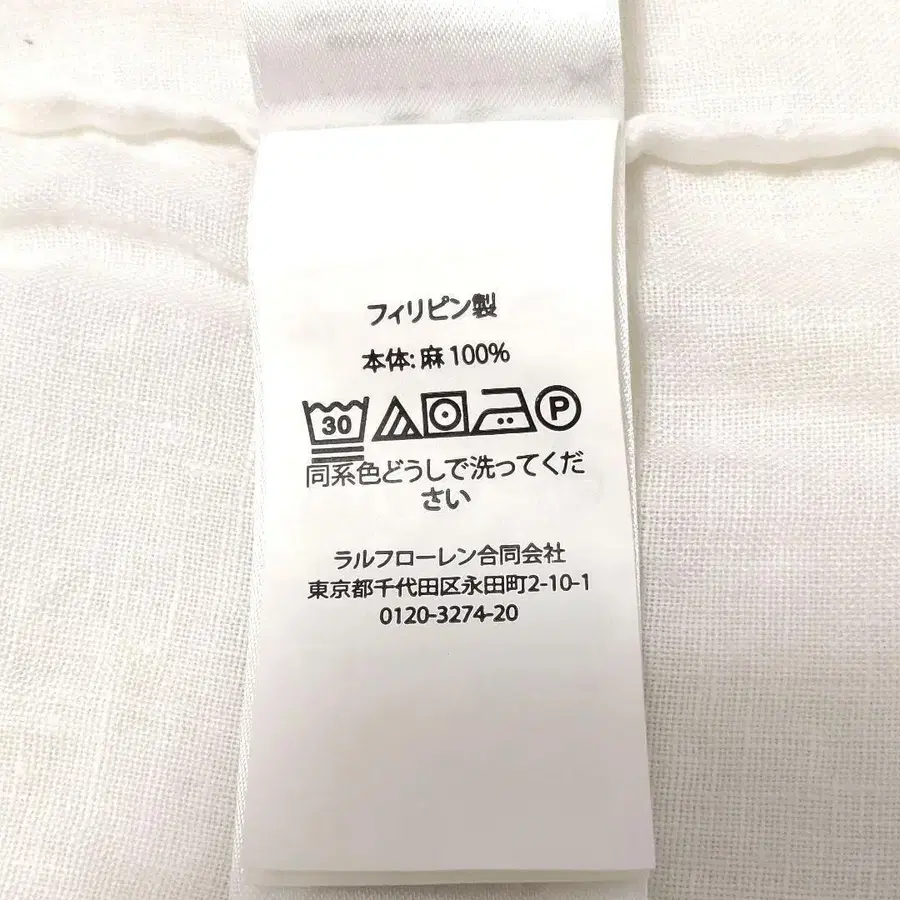 フィリピン製
本体: 麻 100%
30 P
同系色どうしで洗ってくだ
さい
ラルフローレン合同会社
東京都千代田区永田町2-10-1
0120-3274-20